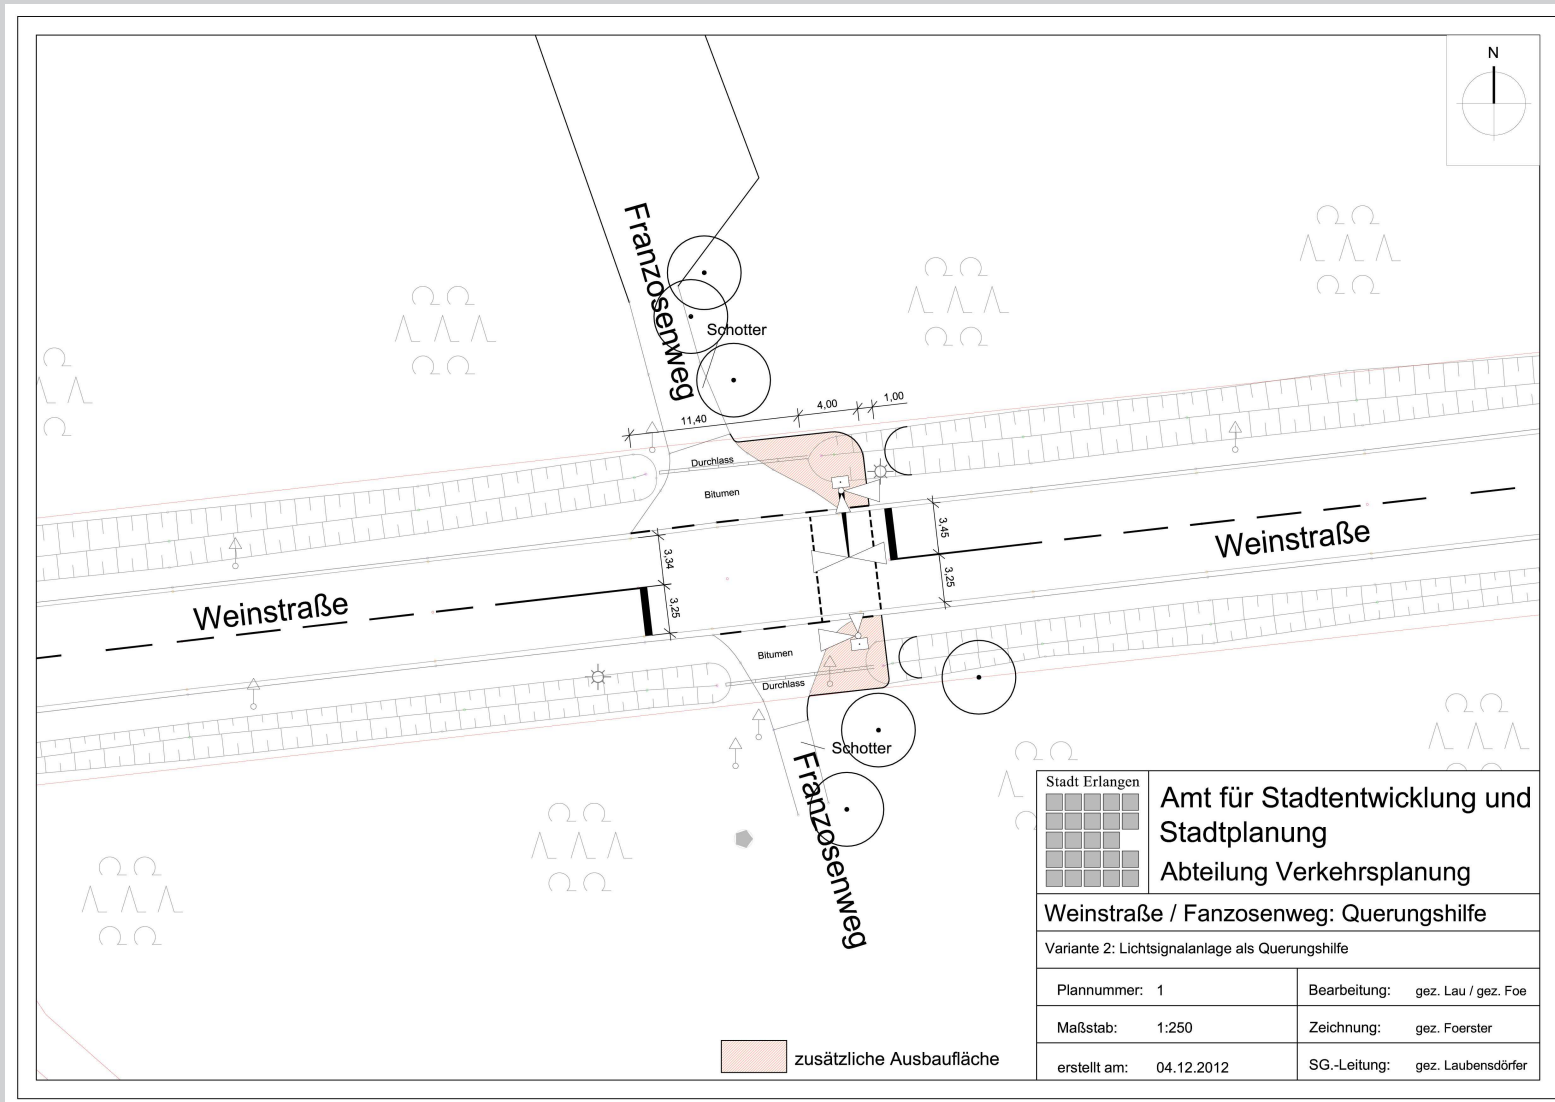 N
Franzosenweg
Schotter
11,40
4,00
1,00
Durchlass
Bitumen
3,45
Weinstraße
3,34
3,25
Weinstraße
3,25
Bitumen
Durchlass
Schotter
Franzosenweg
Stadt Erlangen
Amt für Stadtentwicklung und
Stadtplanung
Abteilung Verkehrsplanung
Weinstraße / Fanzosenweg: Querungshilfe
Variante 2: Lichtsignalanlage als Querungshilfe
Plannummer: 1
Bearbeitung: gez. Lau / gez. Foe
Maßstab: 1:250
Zeichnung: gez. Foerster
erstellt am: 04.12.2012
SG.-Leitung: gez. Laubensdörfer
zusätzliche Ausbaufläche